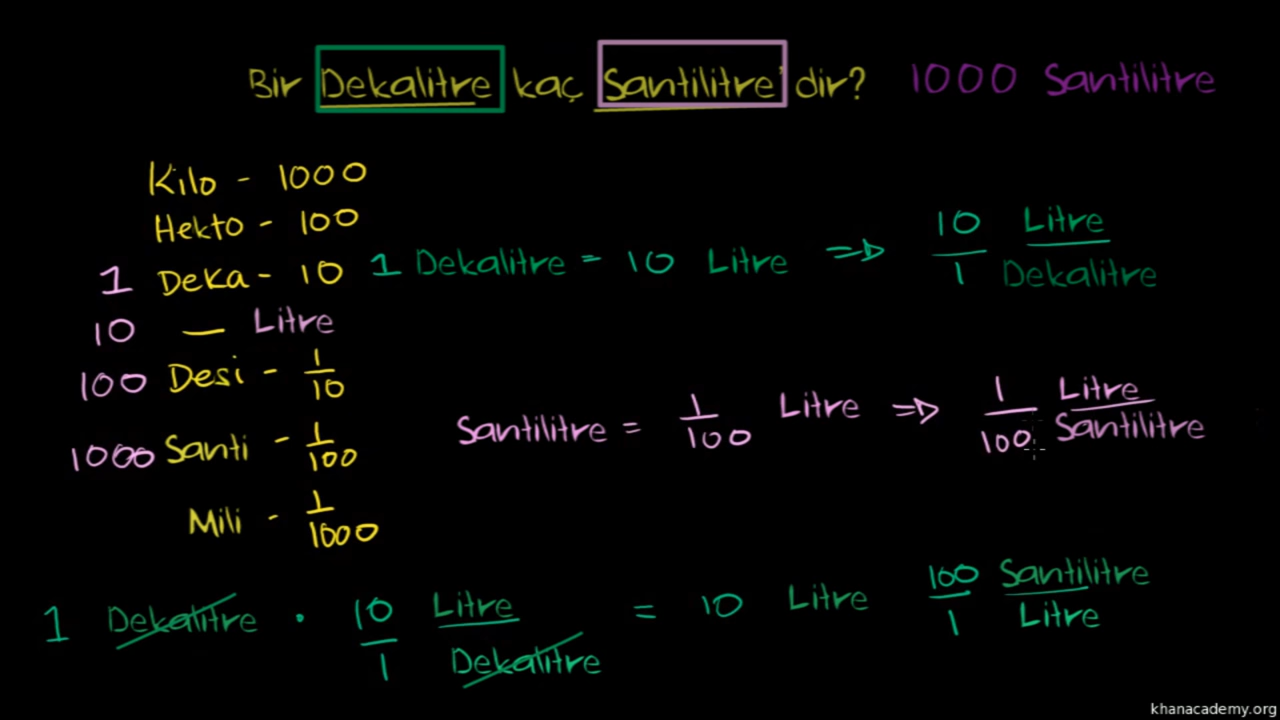 Bir Dekalitre kaç Santilitre'dir? 1000 Santilitre
Kilo - 1000
Hekto - 100
1 Deka - 10
10 — Litre
100 Desi - 1/10
1000 Santi - 1/100
Mili - 1/1000
1 Dekalitre = 10 Litre ⇒ 10/1 Litre/Dekalitre
Santilitre = 1/100 Litre ⇒ 1/100 Litre/Santilitre
1 Dekalitre · 10/1 Litre/Dekalitre = 10 Litre 100/1 Santilitre/Litre
khanacademy.org